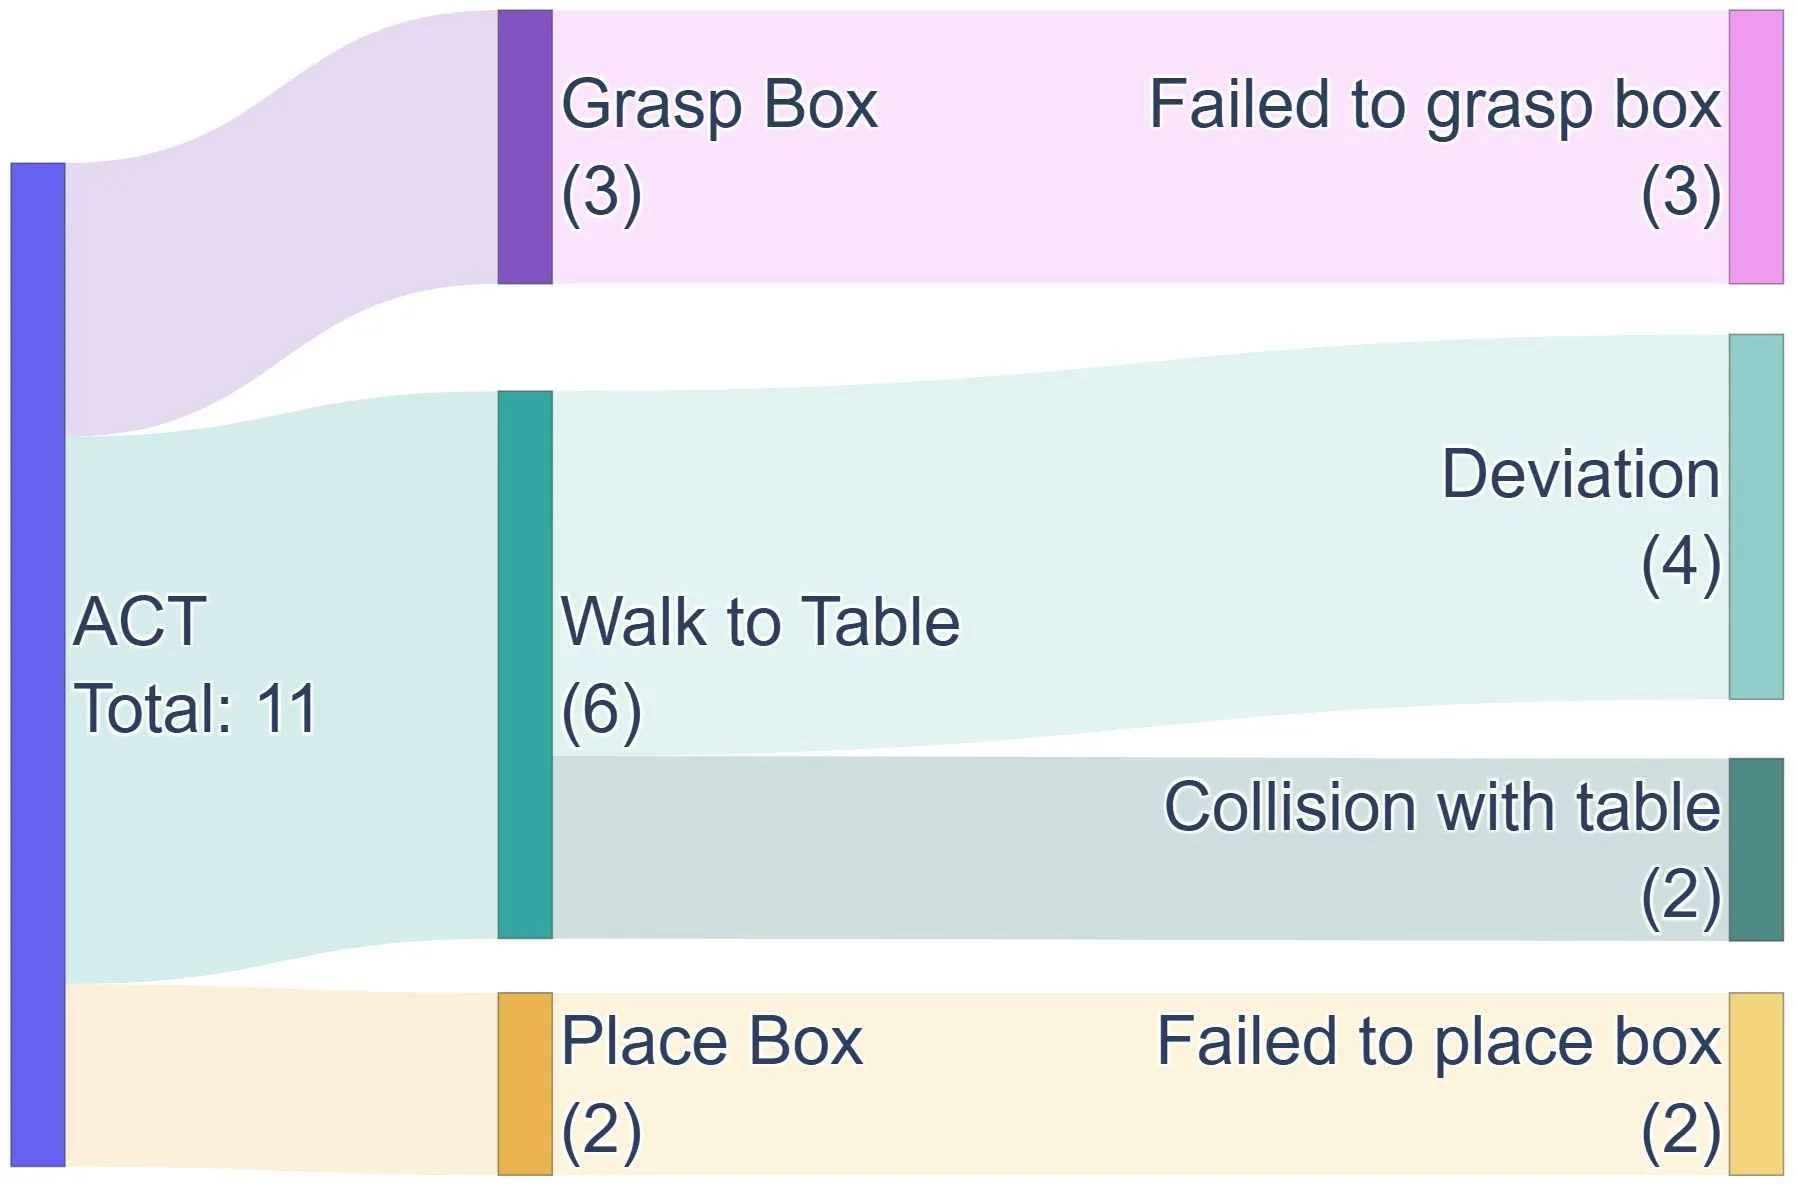 ACT
Total: 11
Grasp Box
(3)
Walk to Table
(6)
Place Box
(2)
Failed to grasp box
(3)
Deviation
(4)
Collision with table
(2)
Failed to place box
(2)